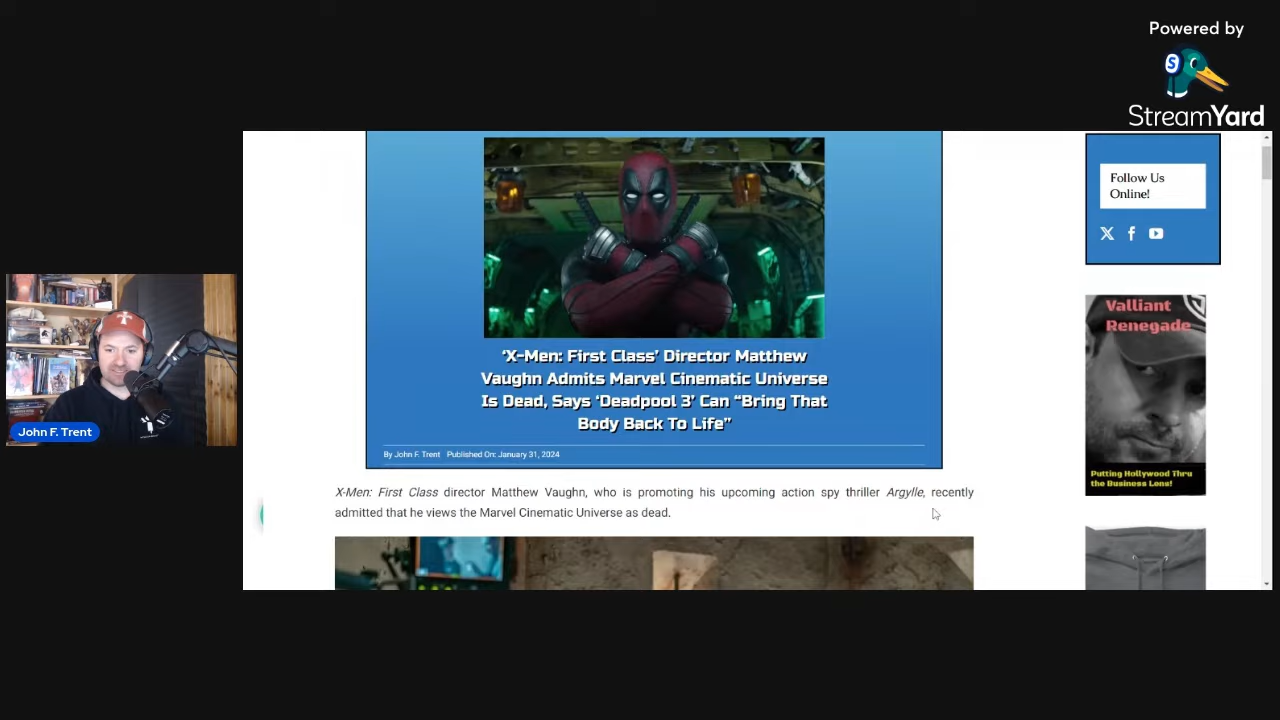 Powered by
StreamYard
Follow Us
Online!
Valliant
Renegade
Putting Hollywood Thru
the Business Lens!
'X-Men: First Class' Director Matthew
Vaughn Admits Marvel Cinematic Universe
Is Dead, Says 'Deadpool 3' Can “Bring That
Body Back To Life”
By John F. Trent Published On: January 31, 2024
X-Men: First Class director Matthew Vaughn, who is promoting his upcoming action spy thriller Argylle, recently
admitted that he views the Marvel Cinematic Universe as dead.
John F. Trent